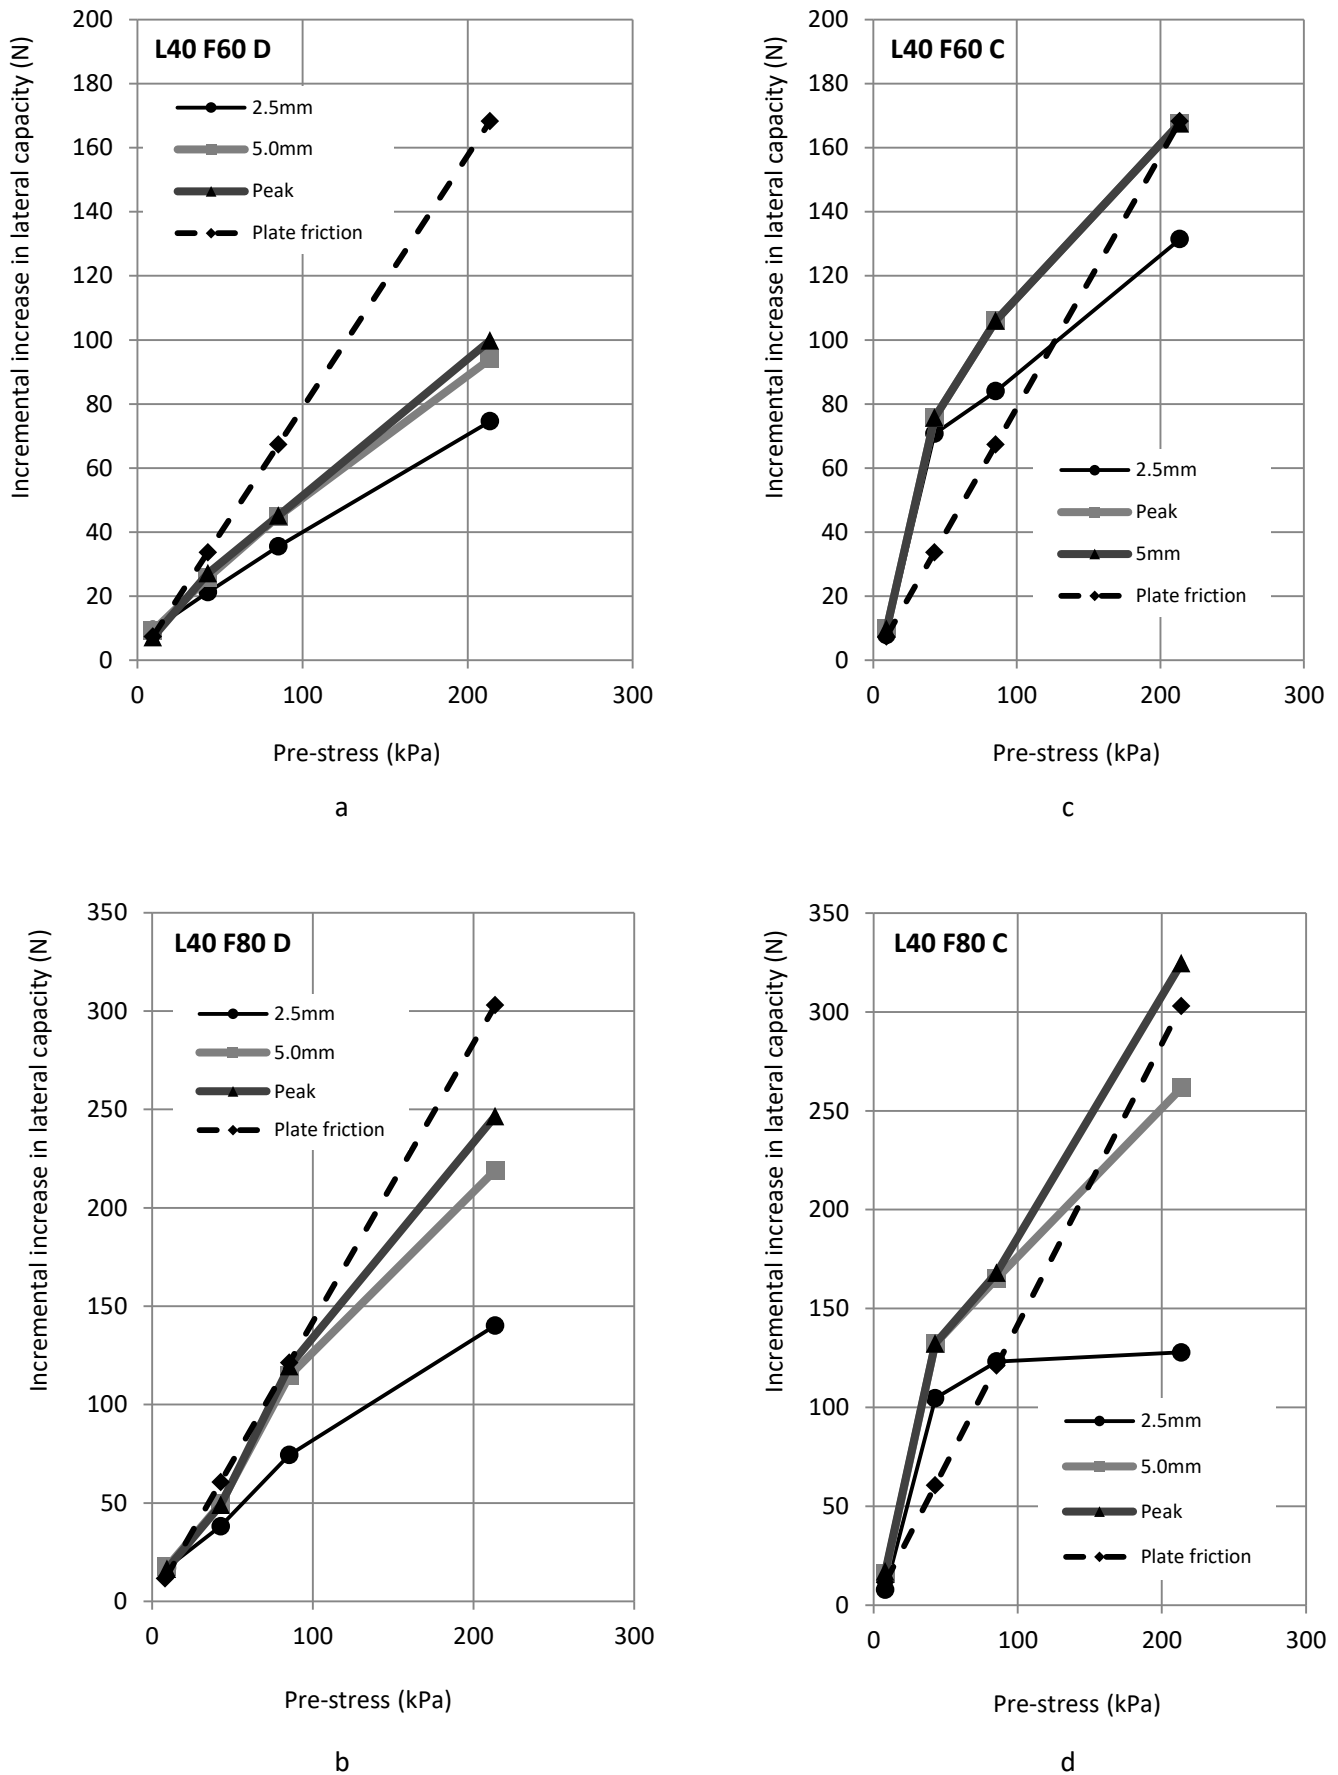 Incremental increase in lateral capacity (N)
200
180
160
140
120
100
80
60
40
20
0
L40 F60 D
2.5mm
5.0mm
Peak
Plate friction
0
100
200
300
Pre-stress (kPa)
a
Incremental increase in lateral capacity (N)
200
180
160
140
120
100
80
60
40
20
0
L40 F60 C
2.5mm
Peak
5mm
Plate friction
0
100
200
300
Pre-stress (kPa)
c
Incremental increase in lateral capacity (N)
350
300
250
200
150
100
50
0
L40 F80 D
2.5mm
5.0mm
Peak
Plate friction
0
100
200
300
Pre-stress (kPa)
b
Incremental increase in lateral capacity (N)
350
300
250
200
150
100
50
0
L40 F80 C
2.5mm
5.0mm
Peak
Plate friction
0
100
200
300
Pre-stress (kPa)
d